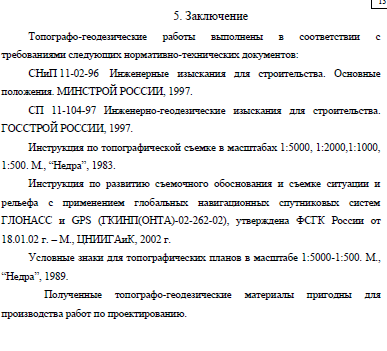 13
5. Заключение
Топографо-геодезические работы выполнены в соответствии с
требованиями следующих нормативно-технических документов:
СНиП 11-02-96 Инженерные изыскания для строительства. Основные
положения. МИНСТРОЙ РОССИИ, 1997.
СП 11-104-97 Инженерно-геодезические изыскания для строительства.
ГОССТРОЙ РОССИИ, 1997.
Инструкция по топографической съемке в масштабах 1:5000, 1:2000,1:1000,
1:500. М., “Недра”, 1983.
Инструкция по развитию съемочного обоснования и съемке ситуации и
рельефа с применением глобальных навигационных спутниковых систем
ГЛОНАСС и GPS (ГКИНП(ОНТА)-02-262-02), утверждена ФСГК России от
18.01.02 г. – М., ЦНИИГАиК, 2002 г.
Условные знаки для топографических планов в масштабе 1:5000-1:500. М.,
“Недра”, 1989.
Полученные топографо-геодезические материалы пригодны для
производства работ по проектированию.